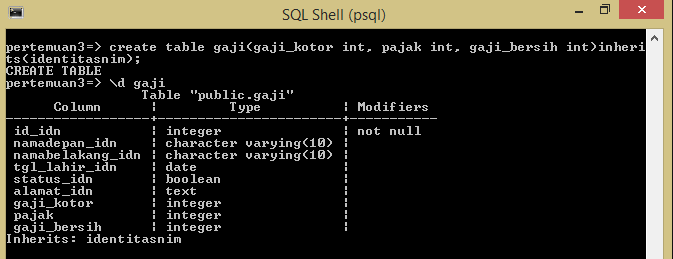 SQL Shell (psql)
pertemuan3=> create table gaji(gaji_kotor int, pajak int, gaji_bersih int)inheri
ts(identitasnim);
CREATE TABLE
pertemuan3=> \d gaji
Table "public.gaji"
Column | Type | Modifiers
-------------------+-----------------------+-----------
id_idn | integer | not null
namadepan_idn | character varying(10) |
namabelakang_idn | character varying(10) |
tgl_lahir_idn | date |
status_idn | boolean |
alamat_idn | text |
gaji_kotor | integer |
pajak | integer |
gaji_bersih | integer |
Inherits: identitasnim